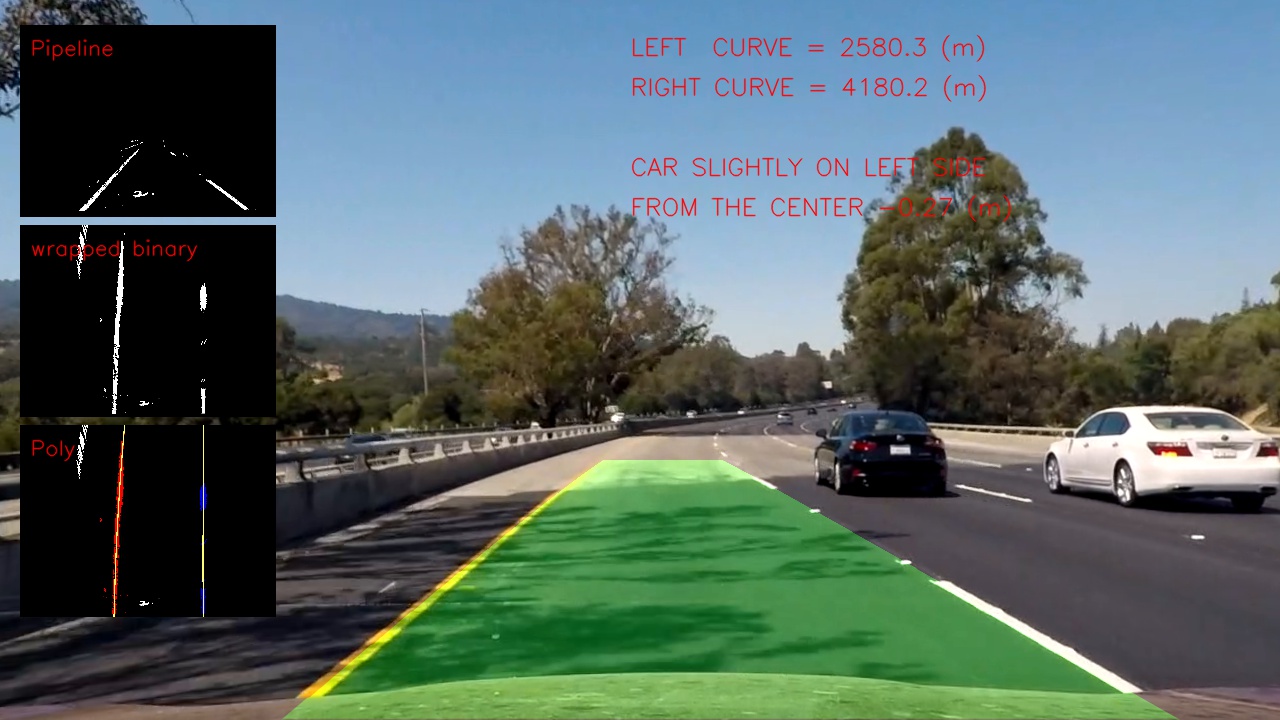 Pipeline
wrapped binary
Poly
LEFT CURVE = 2580.3 (m)
RIGHT CURVE = 4180.2 (m)
CAR SLIGHTLY ON LEFT SIDE
FROM THE CENTER -0.27 (m)